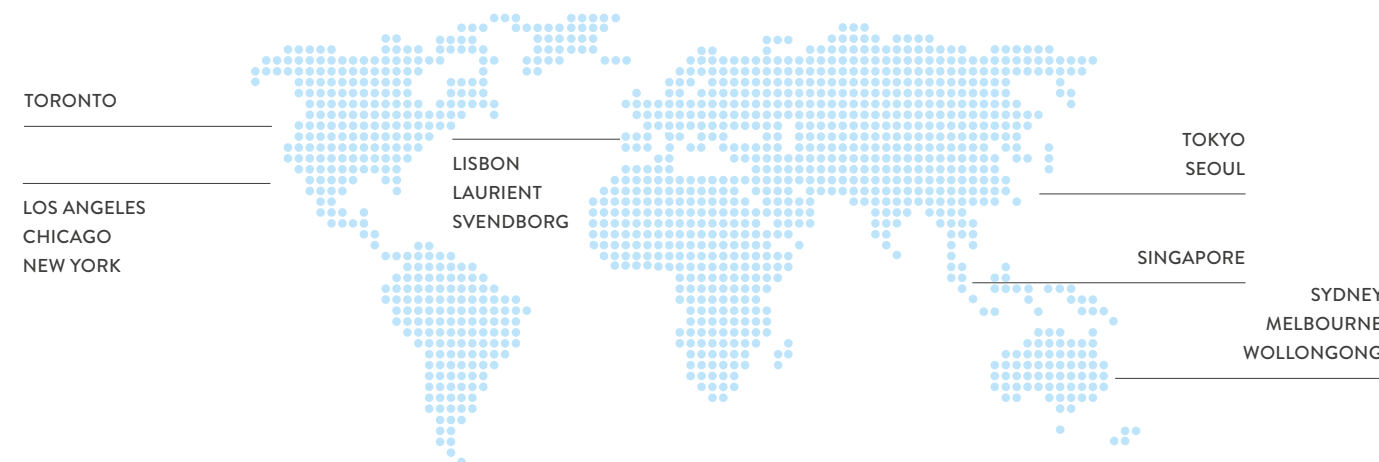 TORONTO
LOS ANGELES
CHICAGO
NEW YORK
LISBON
LAURIENT
SVENDBORG
TOKYO
SEOUL
SINGAPORE
SYDNEY
MELBOURNE
WOLLONGONG